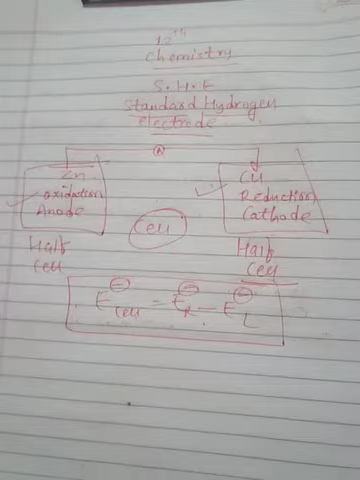 12th
Chemistry
S.H.E
Standard Hydrogen
electrode
A
Zn
oxidation
Anode
Half
Cell
Cell
Cu
Reduction
Cathode
Half
Cell
E⊖cell = E⊖R — E⊖L